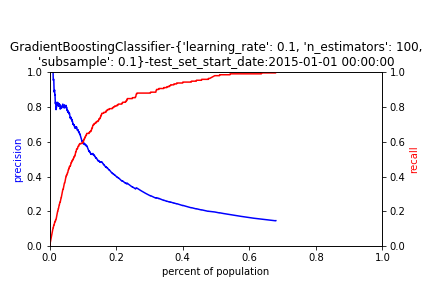 GradientBoostingClassifier-{'learning_rate': 0.1, 'n_estimators': 100,
'subsample': 0.1}-test_set_start_date:2015-01-01 00:00:00
1.0
0.8
0.6
0.4
0.2
0.0
precision
1.0
0.8
0.6
0.4
0.2
0.0
recall
0.0 0.2 0.4 0.6 0.8 1.0
percent of population